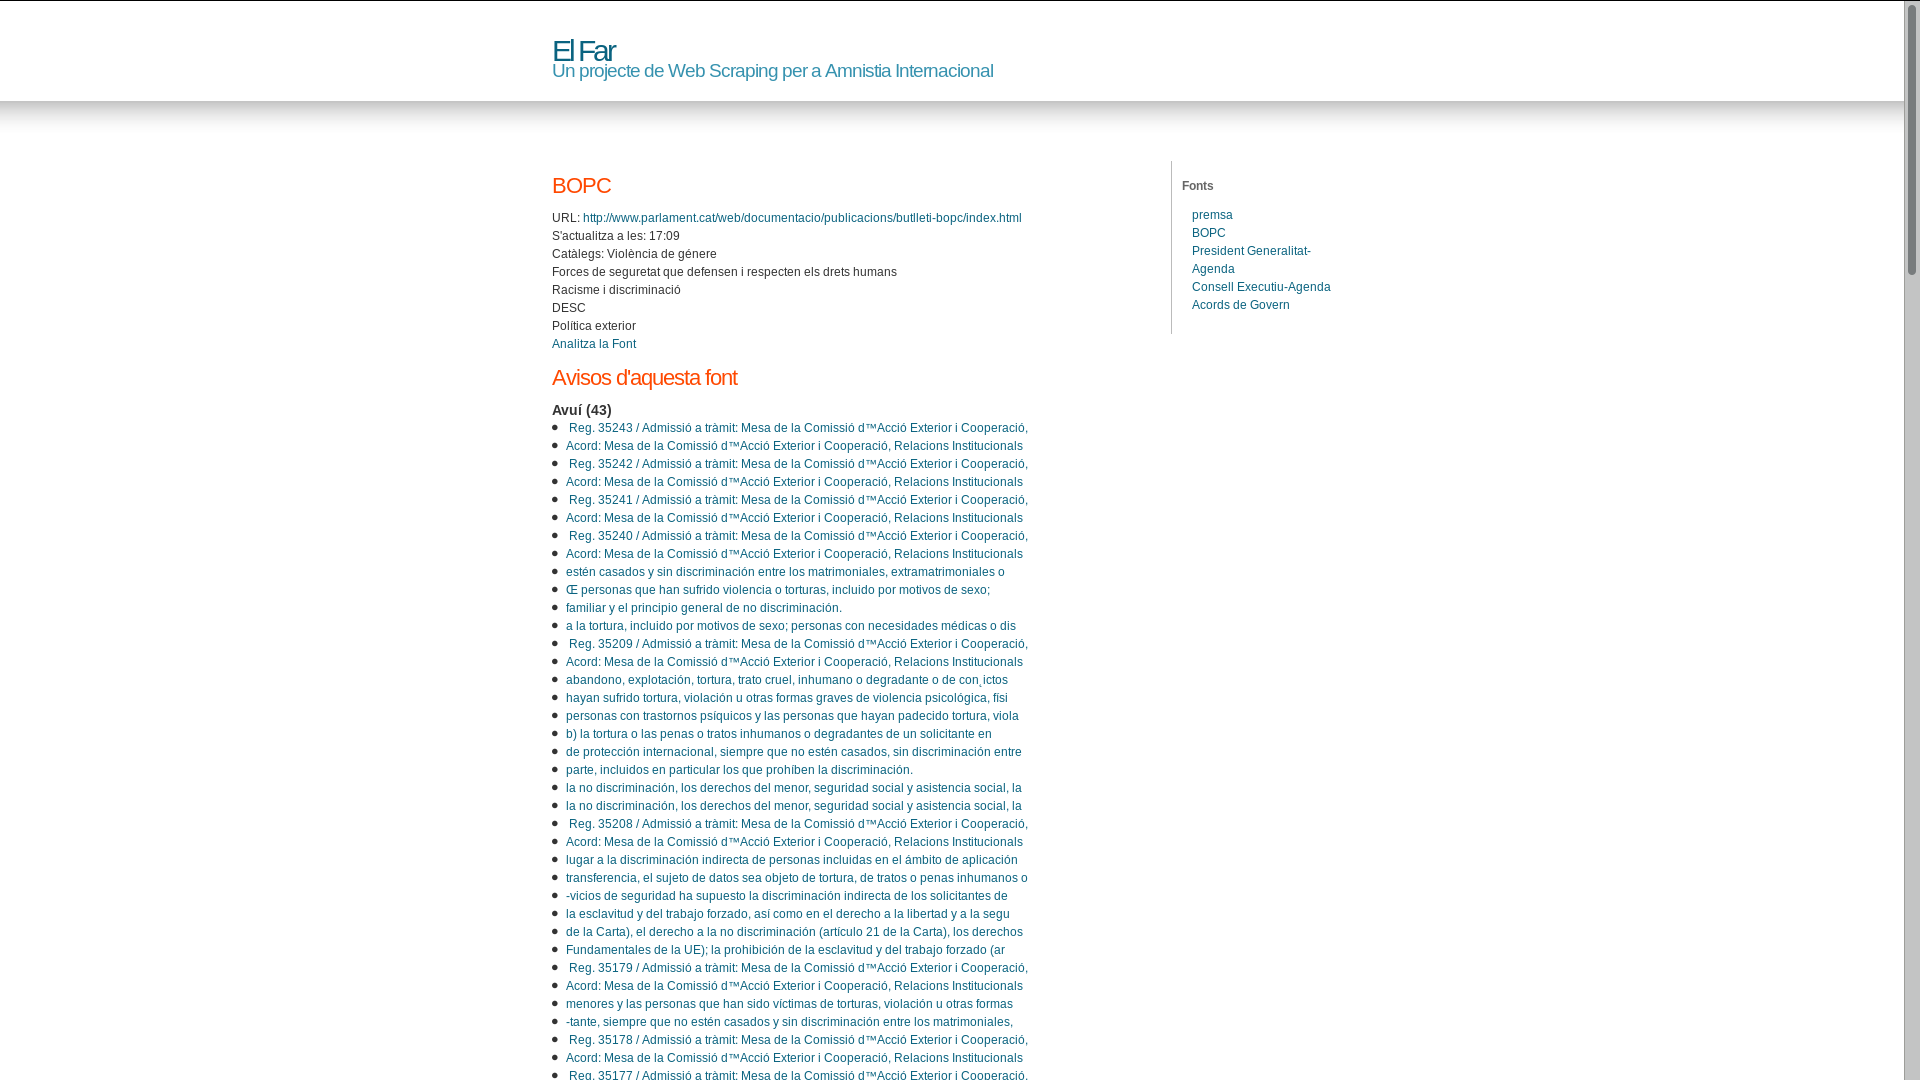 El Far
Un projecte de Web Scraping per a Amnistia Internacional
BOPC
URL: http://www.parlament.cat/web/documentacio/publicacions/butlleti-bopc/index.html
S'actualitza a les: 17:09
Catàlegs: Violència de génere
Forces de seguretat que defensen i respecten els drets humans
Racisme i discriminació
DESC
Política exterior
Analitza la Font
Avisos d'aquesta font
Avuí (43)
Reg. 35243 / Admissió a tràmit: Mesa de la Comissió d™Acció Exterior i Cooperació,
Acord: Mesa de la Comissió d™Acció Exterior i Cooperació, Relacions Institucionals
Reg. 35242 / Admissió a tràmit: Mesa de la Comissió d™Acció Exterior i Cooperació,
Acord: Mesa de la Comissió d™Acció Exterior i Cooperació, Relacions Institucionals
Reg. 35241 / Admissió a tràmit: Mesa de la Comissió d™Acció Exterior i Cooperació,
Acord: Mesa de la Comissió d™Acció Exterior i Cooperació, Relacions Institucionals
Reg. 35240 / Admissió a tràmit: Mesa de la Comissió d™Acció Exterior i Cooperació,
Acord: Mesa de la Comissió d™Acció Exterior i Cooperació, Relacions Institucionals
estén casados y sin discriminación entre los matrimoniales, extramatrimoniales o
Œ personas que han sufrido violencia o torturas, incluido por motivos de sexo;
familiar y el principio general de no discriminación.
a la tortura, incluido por motivos de sexo; personas con necesidades médicas o dis
Reg. 35209 / Admissió a tràmit: Mesa de la Comissió d™Acció Exterior i Cooperació,
Acord: Mesa de la Comissió d™Acció Exterior i Cooperació, Relacions Institucionals
abandono, explotación, tortura, trato cruel, inhumano o degradante o de con˛ictos
hayan sufrido tortura, violación u otras formas graves de violencia psicológica, físi
personas con trastornos psíquicos y las personas que hayan padecido tortura, viola
b) la tortura o las penas o tratos inhumanos o degradantes de un solicitante en
de protección internacional, siempre que no estén casados, sin discriminación entre
parte, incluidos en particular los que prohíben la discriminación.
la no discriminación, los derechos del menor, seguridad social y asistencia social, la
la no discriminación, los derechos del menor, seguridad social y asistencia social, la
Reg. 35208 / Admissió a tràmit: Mesa de la Comissió d™Acció Exterior i Cooperació,
Acord: Mesa de la Comissió d™Acció Exterior i Cooperació, Relacions Institucionals
lugar a la discriminación indirecta de personas incluidas en el ámbito de aplicación
transferencia, el sujeto de datos sea objeto de tortura, de tratos o penas inhumanos o
-vicios de seguridad ha supuesto la discriminación indirecta de los solicitantes de
la esclavitud y del trabajo forzado, así como en el derecho a la libertad y a la segu
de la Carta), el derecho a la no discriminación (artículo 21 de la Carta), los derechos
Fundamentales de la UE); la prohibición de la esclavitud y del trabajo forzado (ar
Reg. 35179 / Admissió a tràmit: Mesa de la Comissió d™Acció Exterior i Cooperació,
Acord: Mesa de la Comissió d™Acció Exterior i Cooperació, Relacions Institucionals
menores y las personas que han sido víctimas de torturas, violación u otras formas
-tante, siempre que no estén casados y sin discriminación entre los matrimoniales,
Reg. 35178 / Admissió a tràmit: Mesa de la Comissió d™Acció Exterior i Cooperació,
Acord: Mesa de la Comissió d™Acció Exterior i Cooperació, Relacions Institucionals
Reg. 35177 / Admissió a tràmit: Mesa de la Comissió d™Acció Exterior i Cooperació,
Fonts
premsa
BOPC
President Generalitat-
Agenda
Consell Executiu-Agenda
Acords de Govern